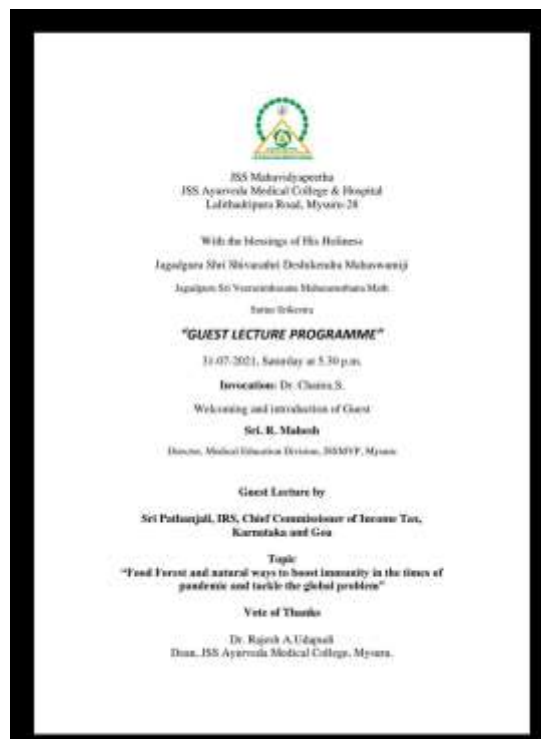 JSS Mahavidyapeetha
JSS Ayurveda Medical College & Hospital
Lalithadripura Road, Mysuru-28
With the blessings of His Holiness
Jagadguru Shri Shivarathri Deshikendra Mahaswamiji
Jagadguru Sri Veerasimhasana Mahasamsthana Math
Suttur Srikshetra
"GUEST LECTURE PROGRAMME"
31-07-2021, Saturday at 5.30 p.m.
Invocation: Dr. Chaitra.S.
Welcoming and introduction of Guest
Sri. R. Mahesh
Director, Medical Education Division, JSSMVP, Mysuru
Guest Lecture by
Sri Pathanjali, IRS, Chief Commissioner of Income Tax,
Karnataka and Goa
Topic
"Food Forest and natural ways to boost immunity in the times of
pandemic and tackle the global problem"
Vote of Thanks
Dr. Rajesh A.Udapudi
Dean, JSS Ayurveda Medical College, Mysuru.